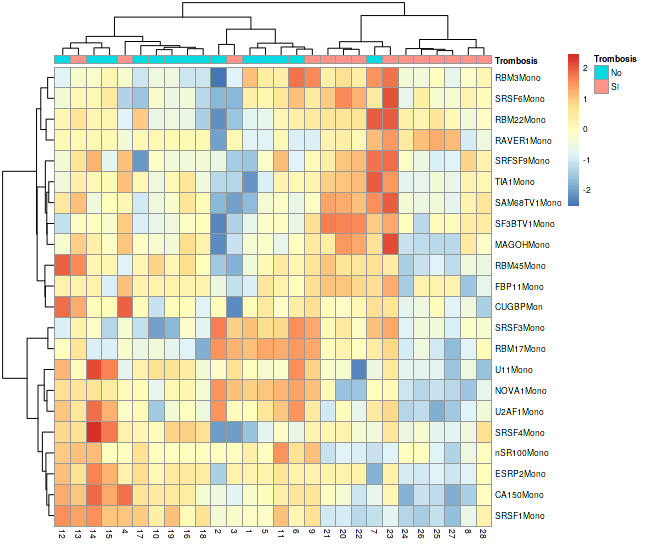 Trombosis
RBM3Mono
SRSF6Mono
RBM22Mono
RAVER1Mono
SRFSF9Mono
TIA1Mono
SAM68TV1Mono
SF3BTV1Mono
MAGOHMono
RBM45Mono
FBP11Mono
CUGBPMon
SRSF3Mono
RBM17Mono
U11Mono
NOVA1Mono
U2AF1Mono
SRSF4Mono
nSR100Mono
ESRP2Mono
CA150Mono
SRSF1Mono
12 13 14 15 4 17 10 19 16 18 2 3 1 5 11 6 9 21 20 22 7 23 24 26 25 27 8 28
2
1
0
-1
-2
Trombosis
No
SI